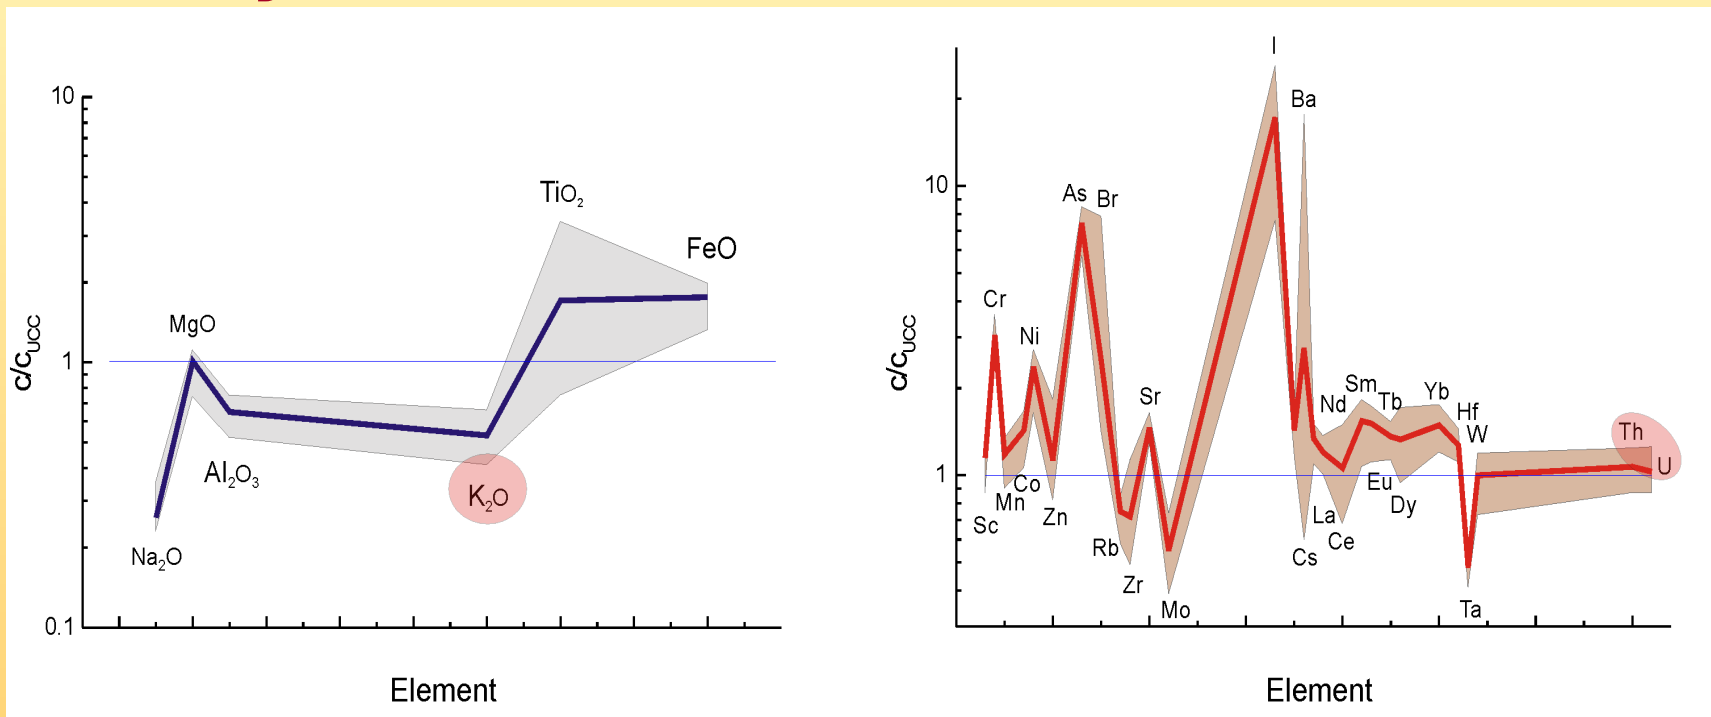 10
1
0.1
c/cUCC
Na2O
MgO
Al2O3
K2O
TiO2
FeO
Element
10
1
c/cUCC
Sc
Cr
Mn
Co
Ni
Zn
As
Br
Rb
Zr
Sr
Mo
I
Ba
Cs
La
Ce
Nd
Sm
Eu
Tb
Dy
Yb
Hf
W
Ta
Th
U
Element